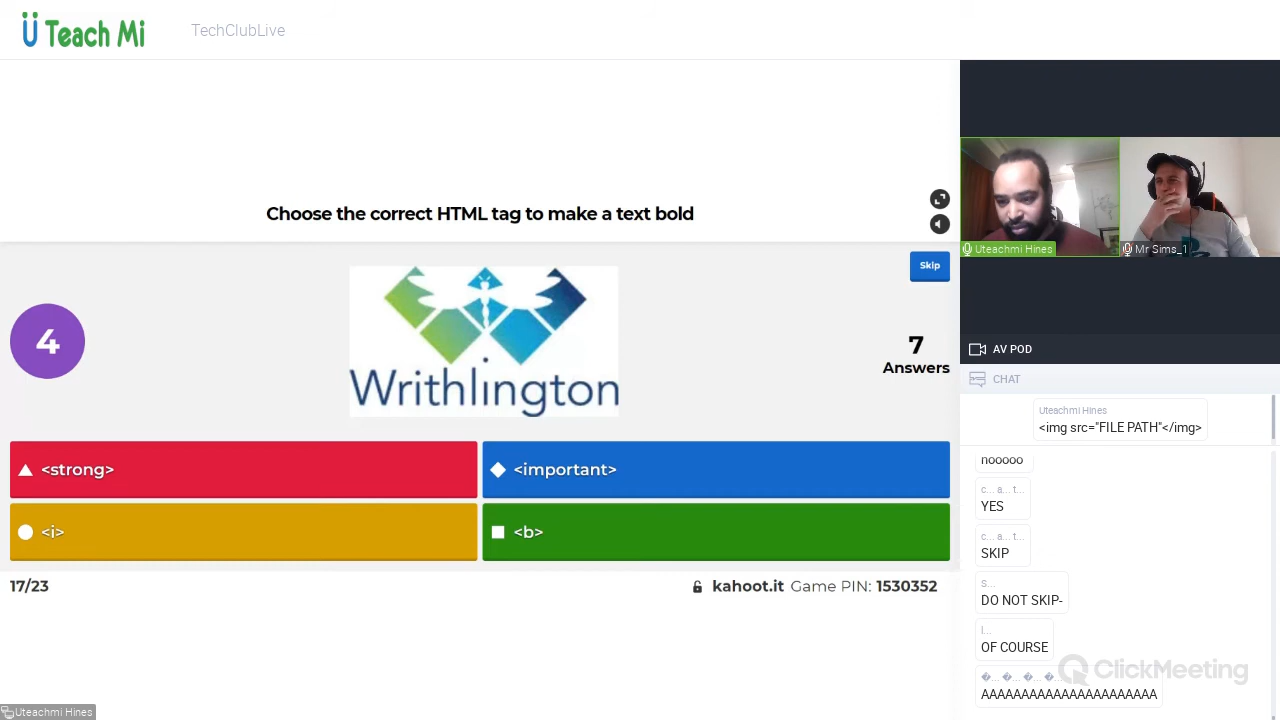 Ü Teach Mi
TechClubLive
Choose the correct HTML tag to make a text bold
Skip
4
Writhlington
7
Answers
<strong>
<important>
<i>
<b>
17/23
kahoot.it Game PIN: 1530352
Uteachmi Hines
Uteachmi Hines
Mr Sims_1
AV POD
CHAT
Uteachmi Hines
<img src="FILE PATH"</img>
nooooo
c... a... t...
YES
c... a... t...
SKIP
s...
DO NOT SKIP-
l...
OF COURSE
�... �... �... �...
AAAAAAAAAAAAAAAAAAAAAA
ClickMeeting